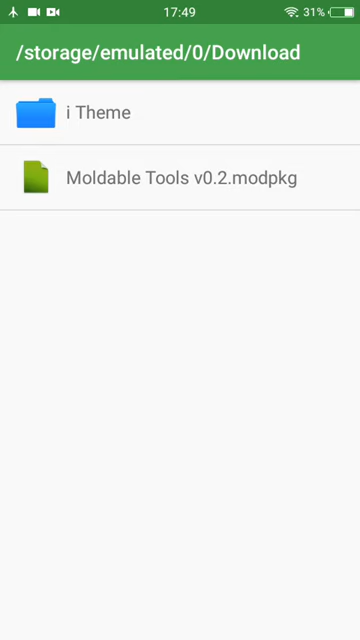 17:49
31%
/storage/emulated/0/Download
i Theme
Moldable Tools v0.2.modpkg